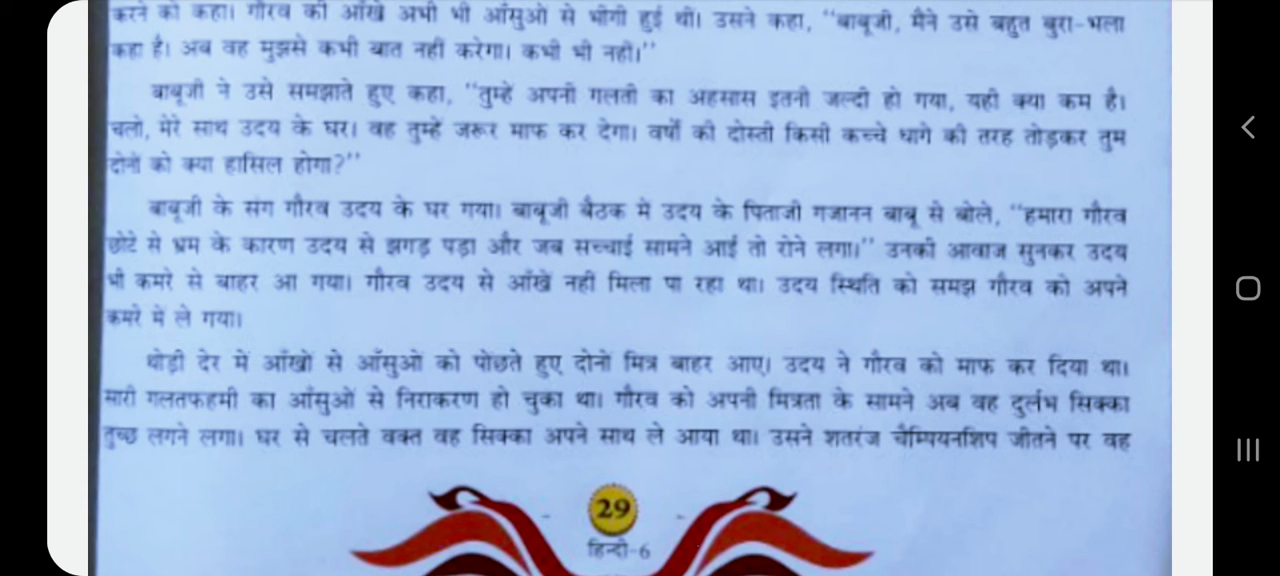 करने को कहा। गौरव की आँखें अभी भी आँसुओं से भीगी हुई थीं। उसने कहा, "बाबूजी, मैंने उसे बहुत बुरा-भला
कहा है। अब वह मुझसे कभी बात नहीं करेगा। कभी भी नहीं।"
बाबूजी ने उसे समझाते हुए कहा, "तुम्हें अपनी गलती का अहसास इतनी जल्दी हो गया, यही क्या कम है।
चलो, मेरे साथ उदय के घर। वह तुम्हें जरूर माफ कर देगा। वर्षों की दोस्ती किसी कच्चे धागे की तरह तोड़कर तुम
दोनों को क्या हासिल होगा?"
बाबूजी के संग गौरव उदय के घर गया। बाबूजी बैठक में उदय के पिताजी गजानन बाबू से बोले, "हमारा गौरव
छोटे से भ्रम के कारण उदय से झगड़ पड़ा और जब सच्चाई सामने आई तो रोने लगा।" उनकी आवाज सुनकर उदय
भी कमरे से बाहर आ गया। गौरव उदय से आँखें नहीं मिला पा रहा था। उदय स्थिति को समझ गौरव को अपने
कमरे में ले गया।
थोड़ी देर में आँखों से आँसुओं को पोंछते हुए दोनों मित्र बाहर आए। उदय ने गौरव को माफ कर दिया था।
सारी गलतफहमी का आँसुओं से निराकरण हो चुका था। गौरव को अपनी मित्रता के सामने अब वह दुर्लभ सिक्का
तुच्छ लगने लगा। घर से चलते वक्त वह सिक्का अपने साथ ले आया था। उसने शतरंज चैम्पियनशिप जीतने पर वह
29
हिन्दी-6